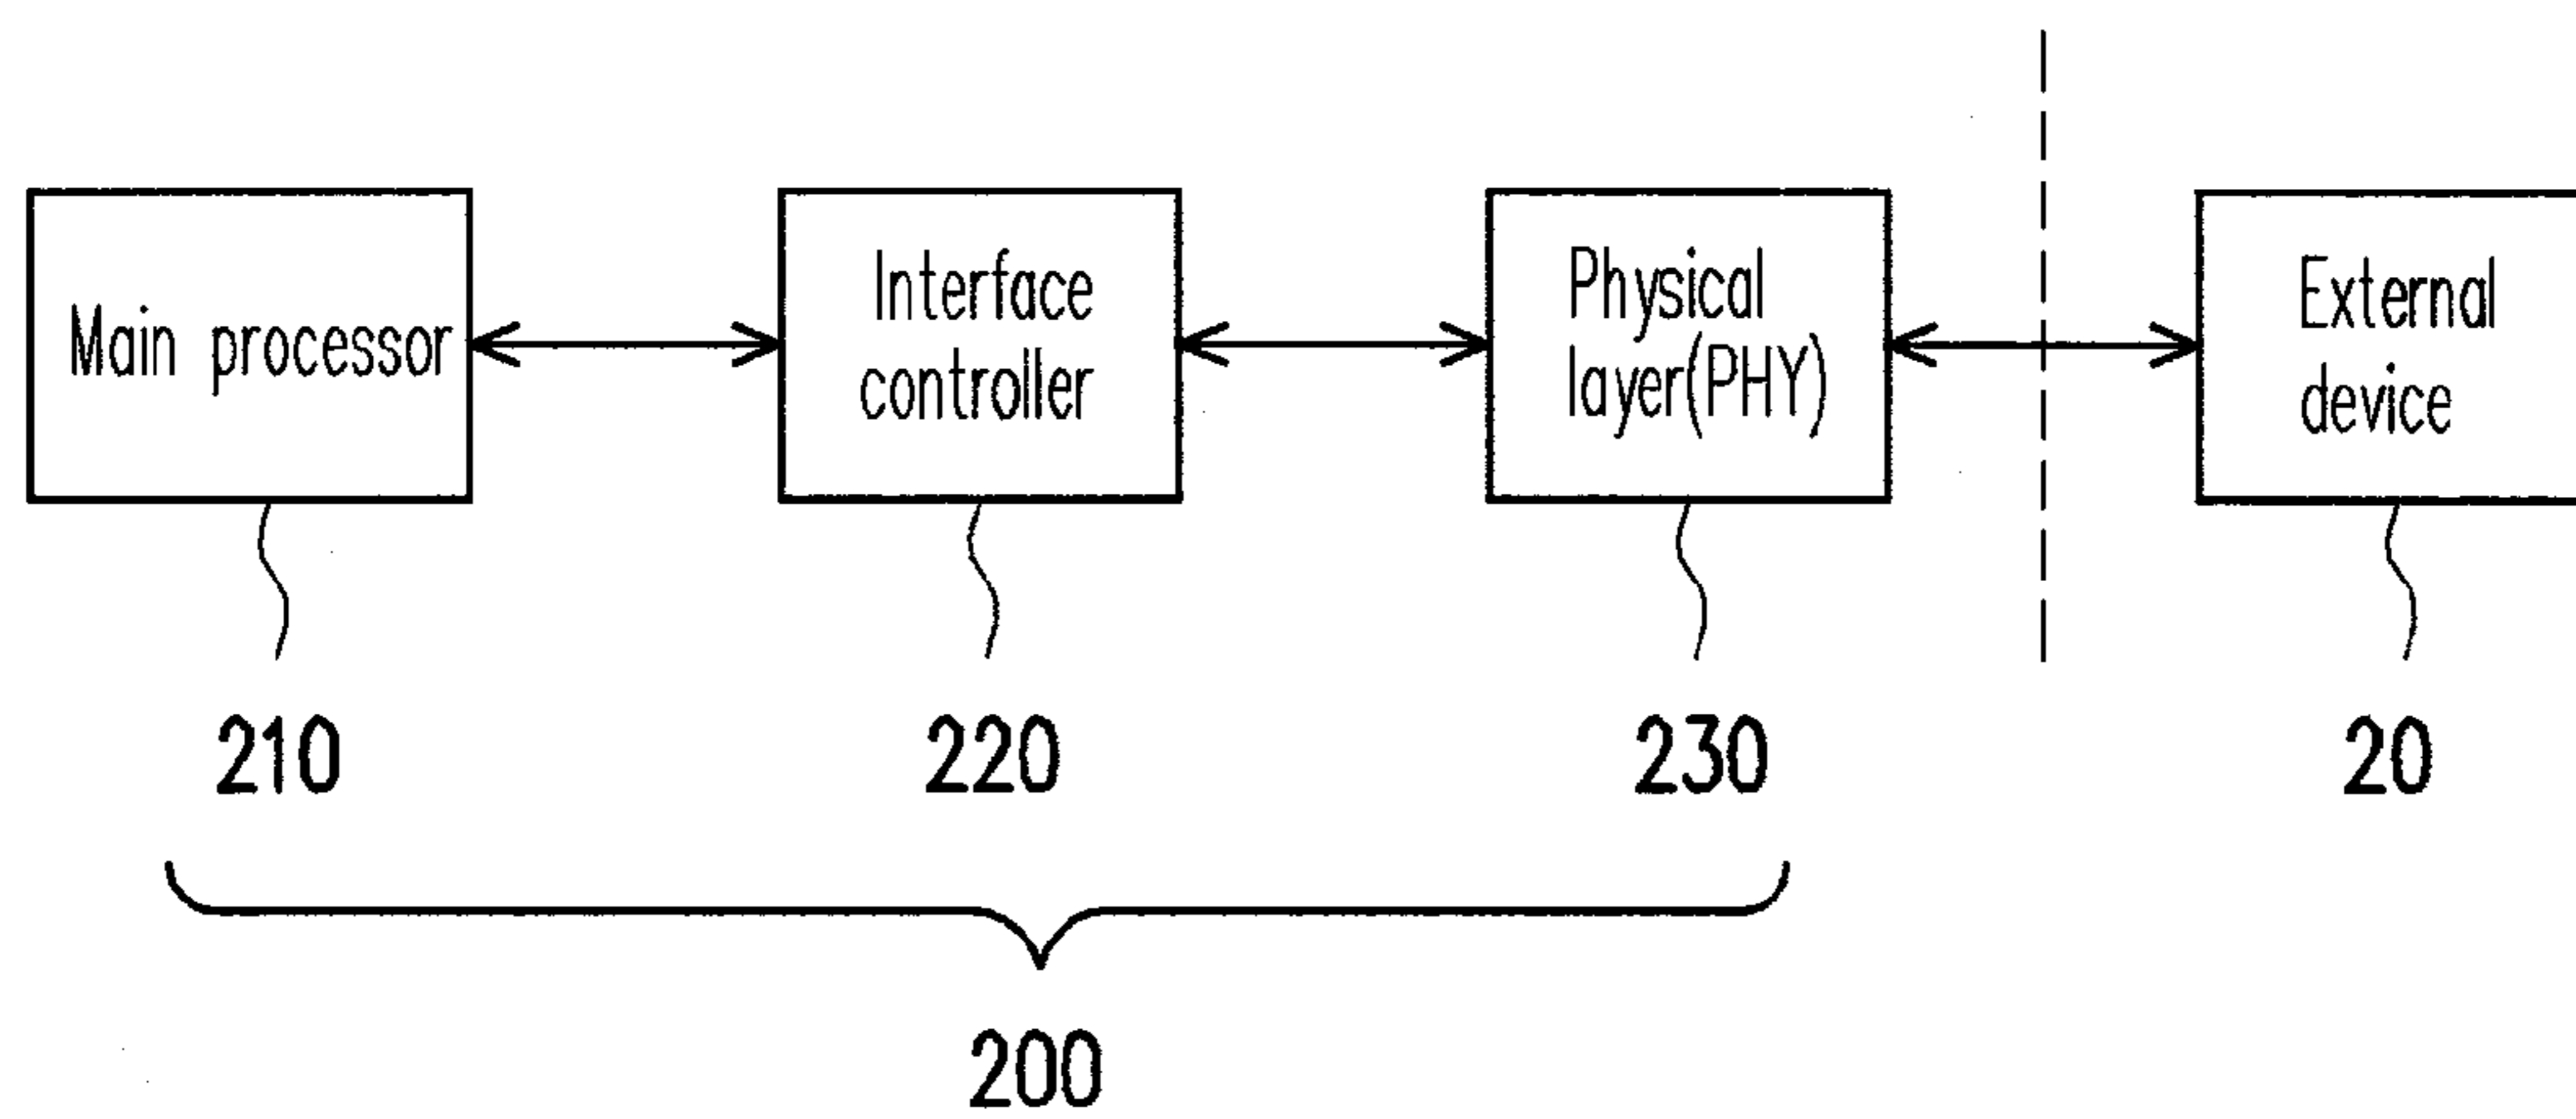 Main processor
Interface
controller
Physical
layer(PHY)
External
device
210
220
230
20
200